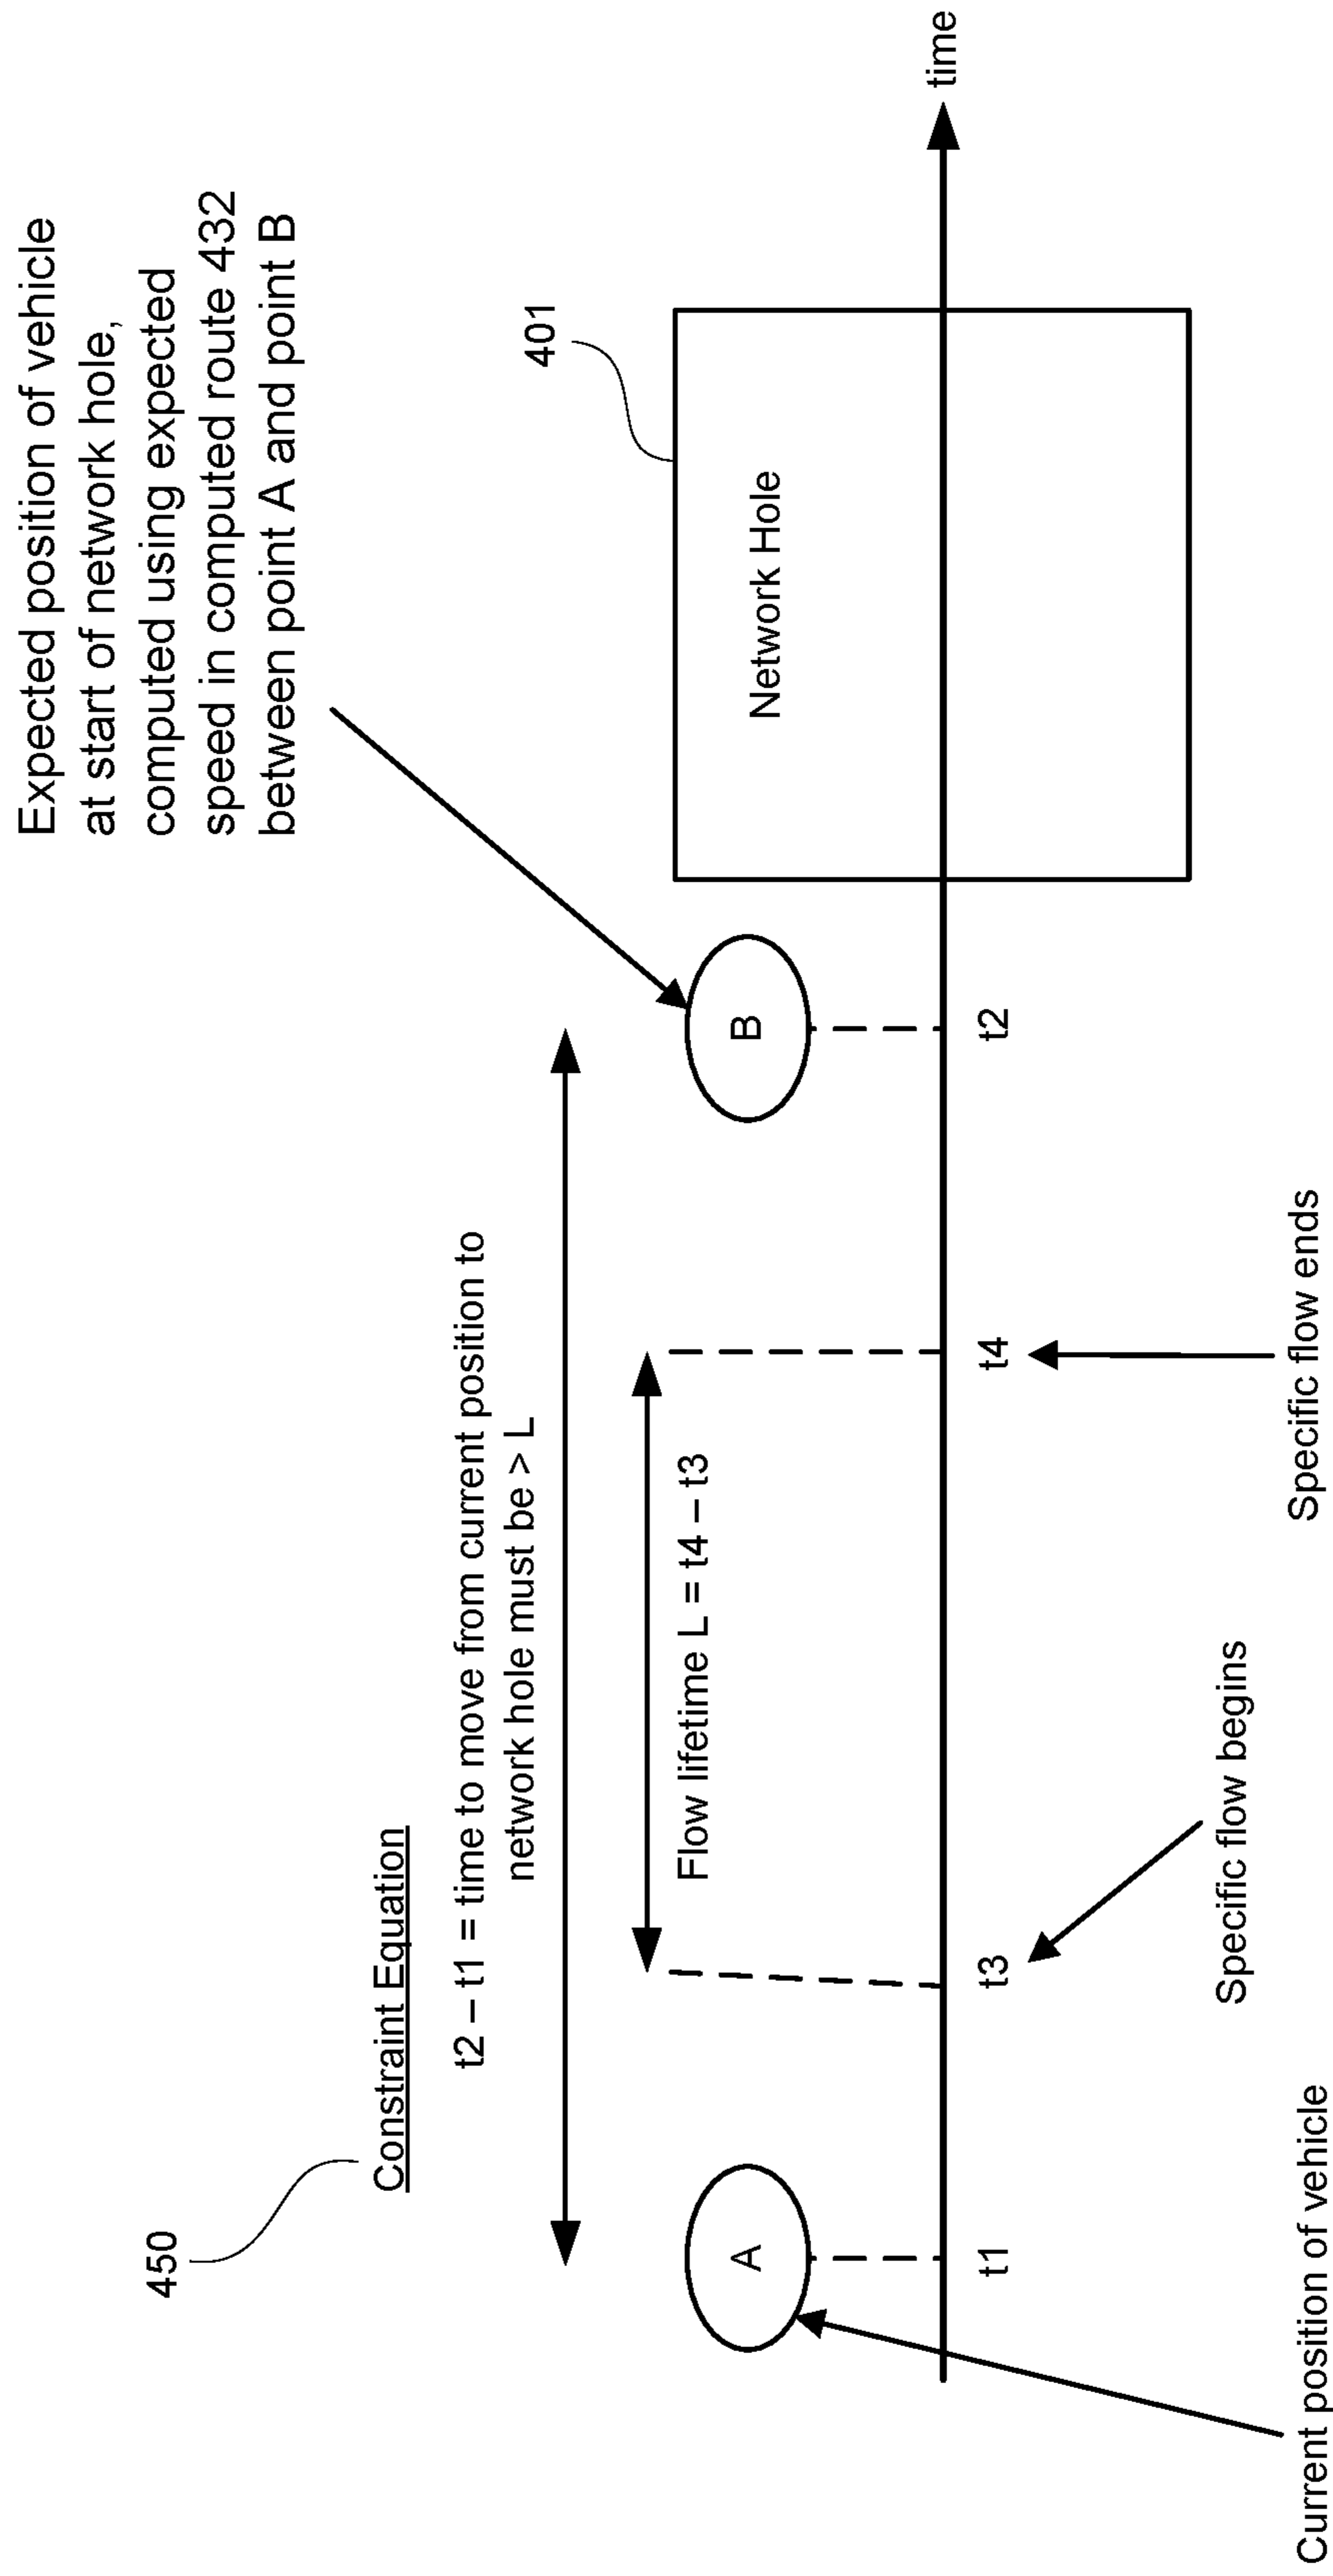 Expected position of vehicle
at start of network hole,
computed using expected
speed in computed route 432
between point A and point B
450
Constraint Equation
t2 – t1 = time to move from current position to
network hole must be > L
401
Flow lifetime L = t4 – t3
A
B
Network Hole
time
t1
t3
t4
t2
Specific flow begins
Specific flow ends
Current position of vehicle